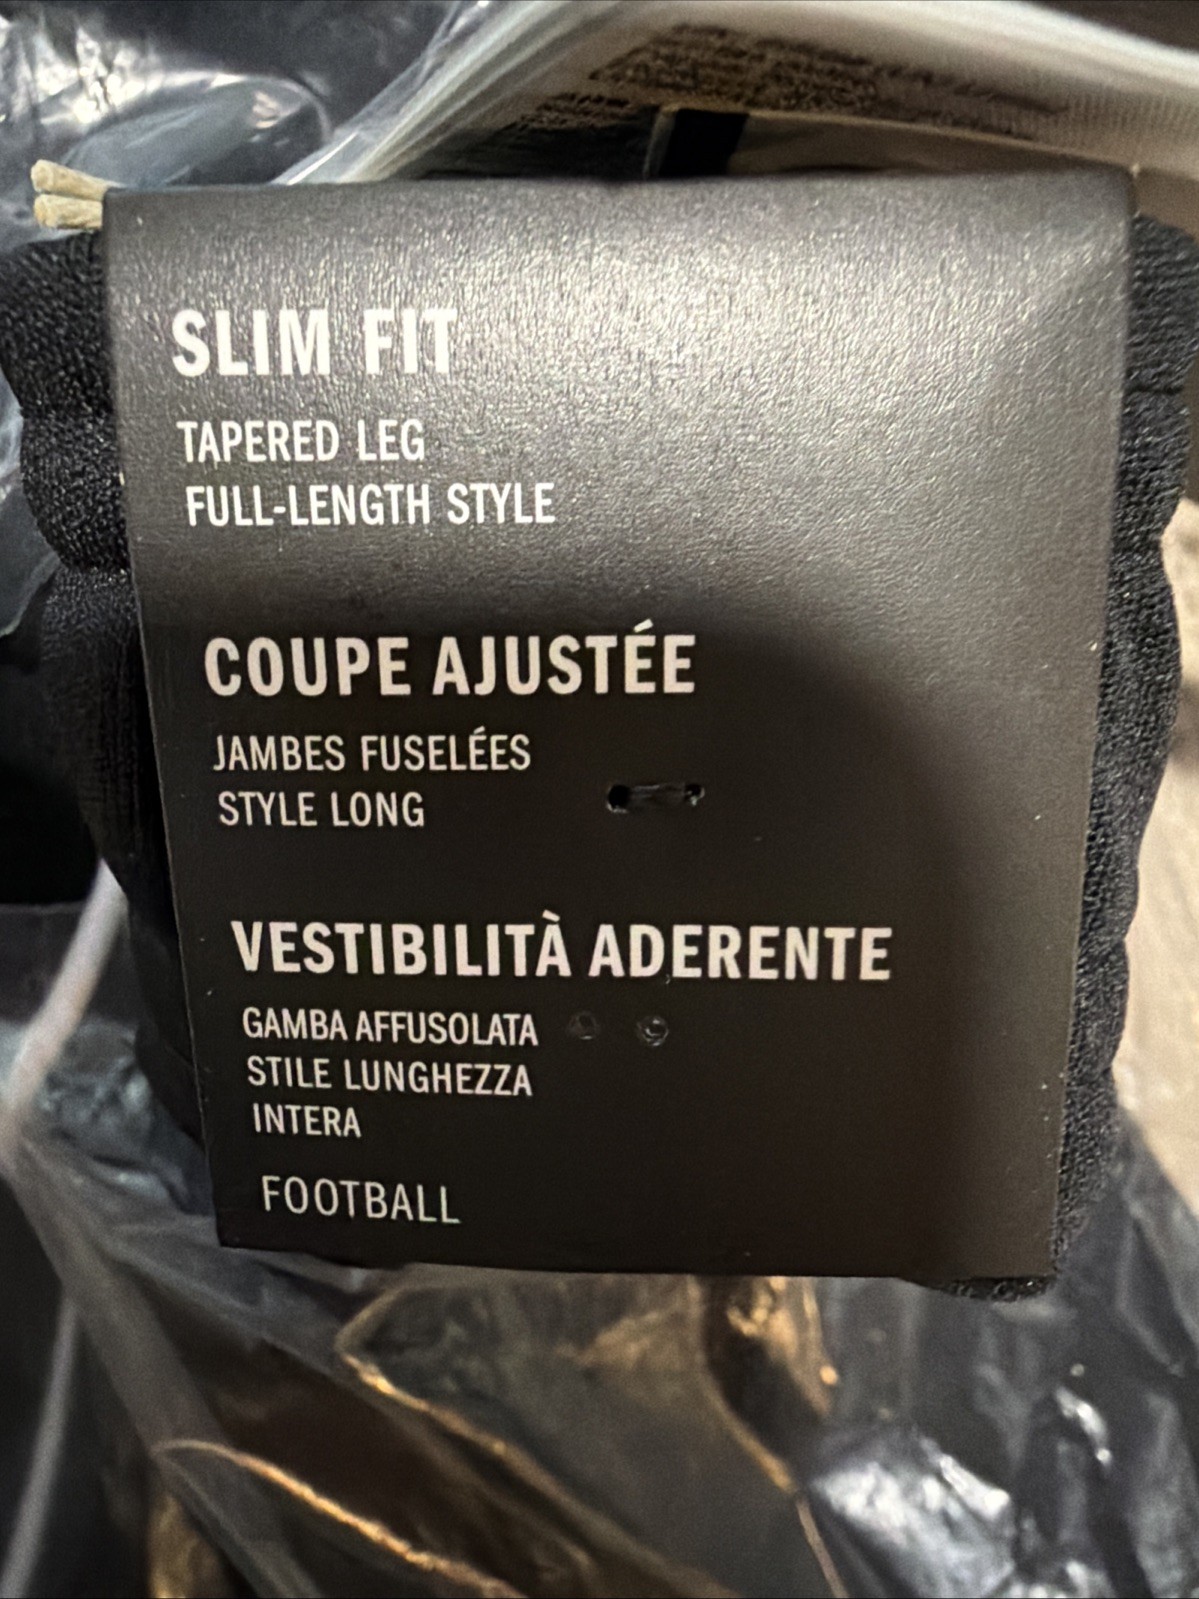 SLIM FIT
TAPERED LEG
FULL-LENGTH STYLE
COUPE AJUSTÉE
JAMBES FUSELÉES
STYLE LONG
VESTIBILITÀ ADERENTE
GAMBA AFFUSOLATA
STILE LUNGHEZZA
INTERA
FOOTBALL